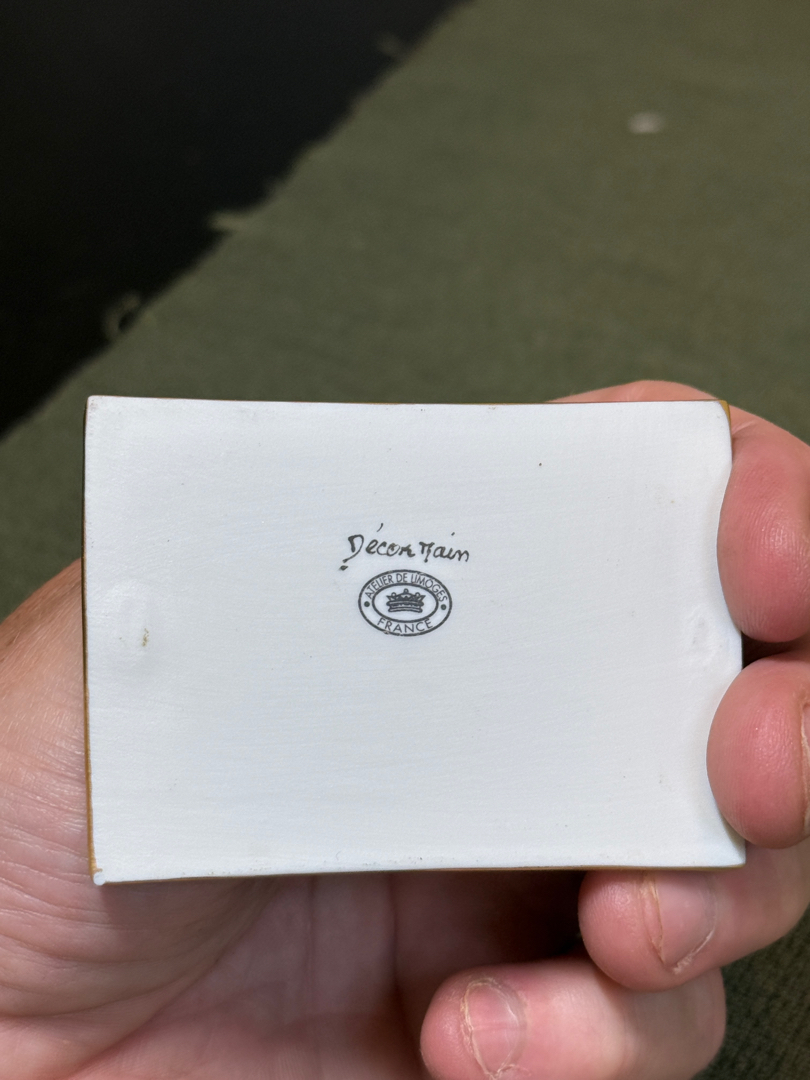 Décor main
ATELIER DE LIMOGES
FRANCE